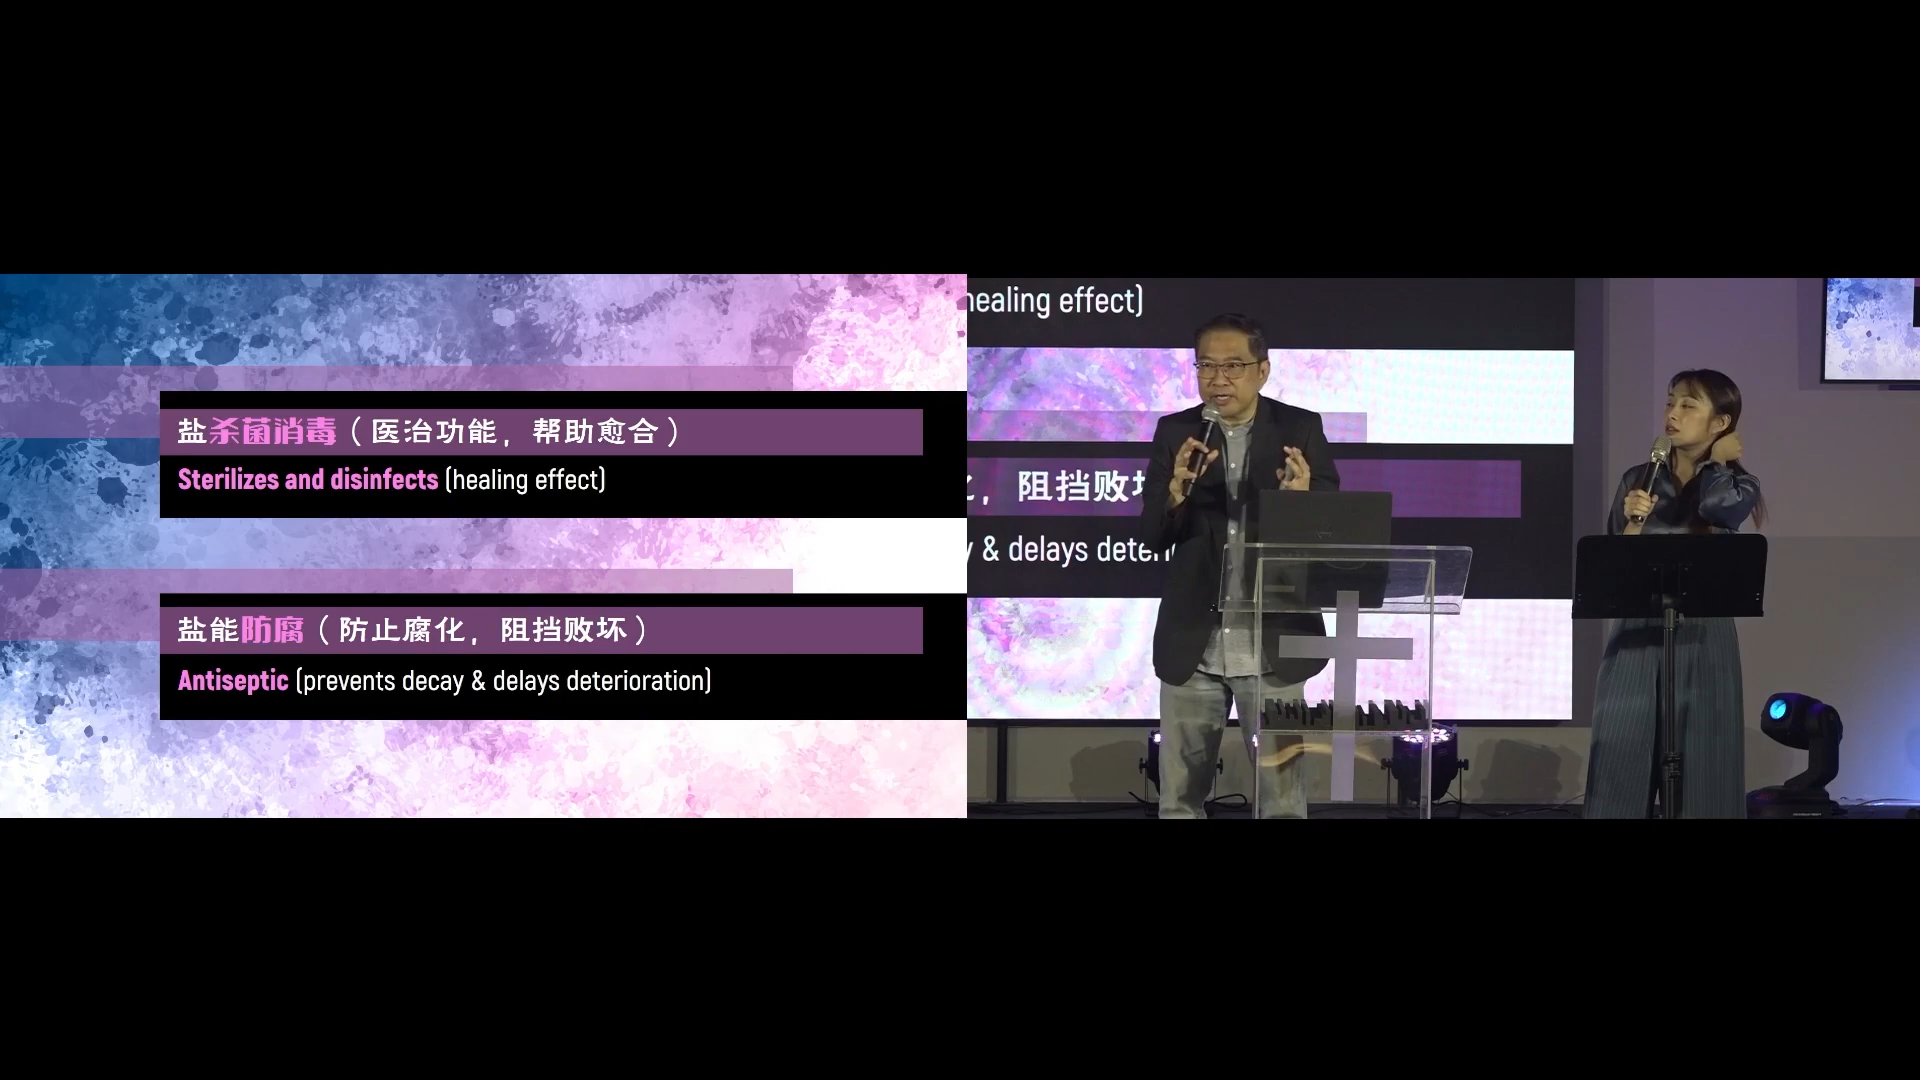 盐杀菌消毒（医治功能，帮助愈合）
Sterilizes and disinfects (healing effect)
盐能防腐（防止腐化，阻挡败坏）
Antiseptic (prevents decay & delays deterioration)
healing effect)
，阻挡败坏
& delays deteri